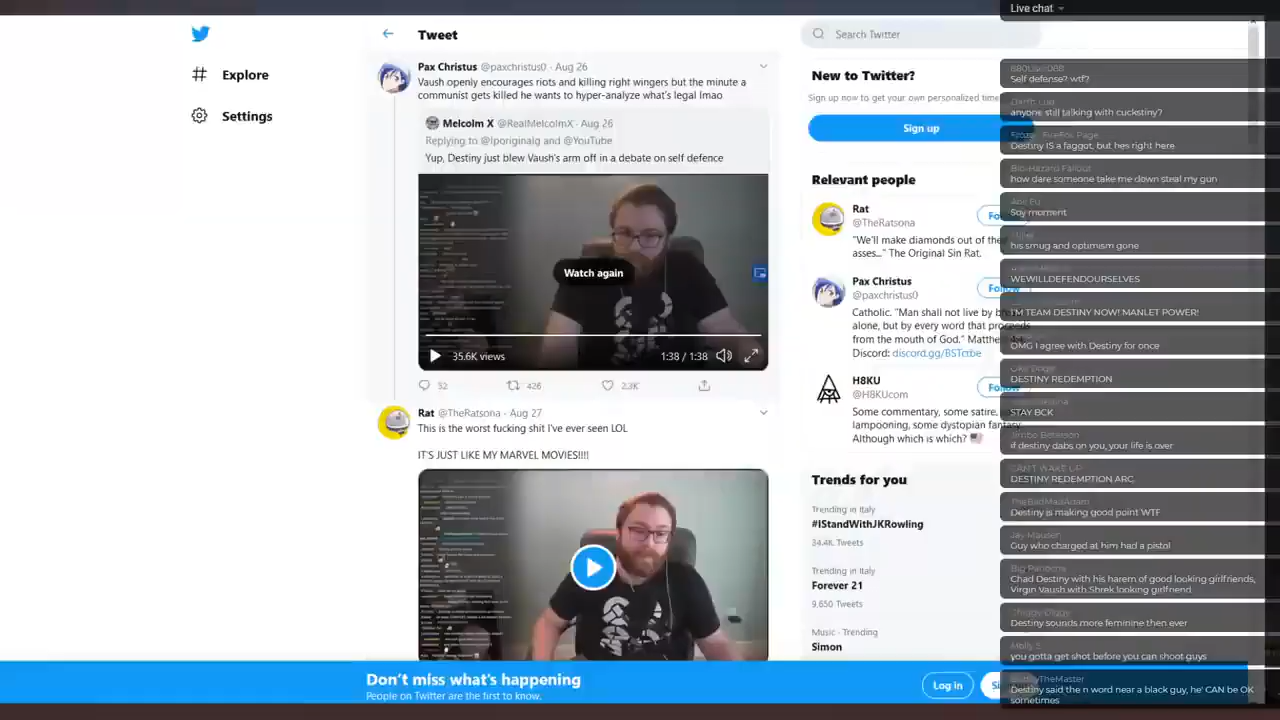 Live chat
Tweet
Search Twitter
Explore
Settings
Pax Christus @paxchristus0 · Aug 26
Vaush openly encourages riots and killing right wingers but the minute a
communist gets killed he wants to hyper-analyze what's legal lmao
Melcolm X @RealMelcolmX · Aug 26
Replying to @Iporiginalg and @YouTube
Yup, Destiny just blew Vaush's arm off in a debate on self defence
Watch again
35.6K views
1:38 / 1:38
32
426
2.3K
Rat @TheRatsona · Aug 27
This is the worst fucking shit I've ever seen LOL
IT'S JUST LIKE MY MARVEL MOVIES!!!!
New to Twitter?
Sign up now to get your own personalized time
Sign up
Relevant people
Rat
@TheRatsona
"We'll make diamonds out of the
asses..." The Original Sin Rat.
Pax Christus
@paxchristus0
Follow
Catholic. "Man shall not live by
alone, but by every word that proceeds
from the mouth of God." Matthe
Discord:
H8KU
@H8KUcom
Follow
Some commentary, some satire,
lampooning, some dystopian fantasy.
Although which is which?
Trends for you
Trending in Italy
#IStandWithJKRowling
34.4K Tweets
Trending in Italy
Forever 21
9,650 Tweets
Music · Trending
Simon
Don't miss what's happening
People on Twitter are the first to know.
Log in
Self defense? wtf?
anyone still talking with cuckstiny?
Destiny IS a faggot, but hes right here
Bio-Hazard Fallout
how dare someone take me down steal my gun
Soy moment
his smug and optimism gone
WEWILLDEFENDOURSELVES
I'M TEAM DESTINY NOW! MANLET POWER!
OMG I agree with Destiny for once
DESTINY REDEMPTION
STAY BCK
if destiny dabs on you, your life is over
CAN'T WAKE UP
DESTINY REDEMPTION ARC
TheBadMadAdam
Destiny is making good point WTF
Guy who charged at him had a pistol
Chad Destiny with his harem of good looking girlfriends,
Virgin Vaush with Shrek looking girlfriend
Destiny sounds more feminine then ever
you gotta get shot before you can shoot guys
Destiny said the n word near a black guy, he' CAN be OK
sometimes